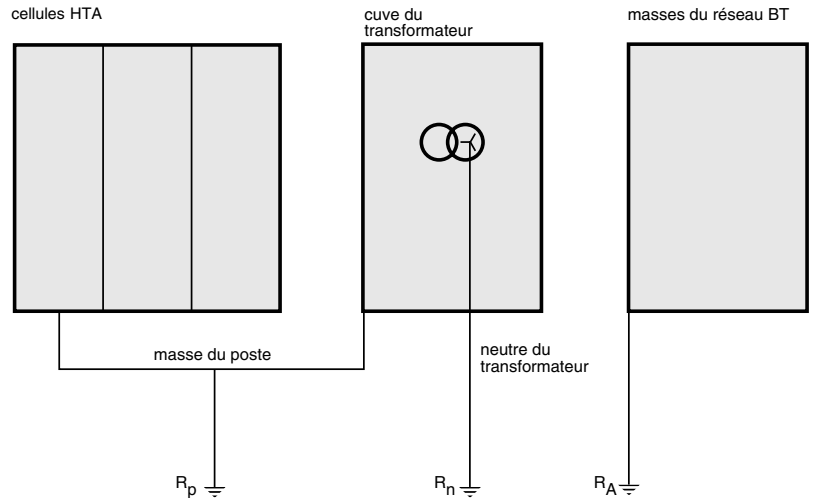 cellules HTA
cuve du
transformateur
masses du réseau BT
masse du poste
neutre du
transformateur
Rp
Rn
RA